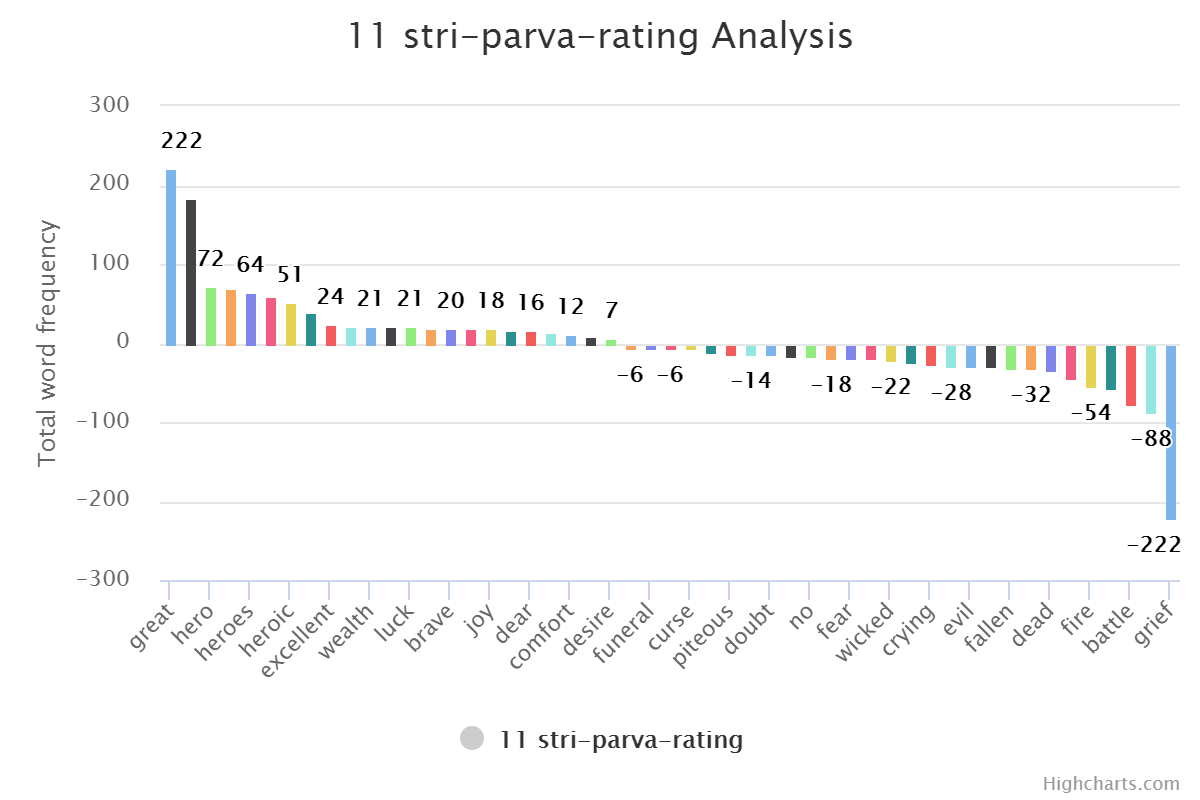 11 stri-parva-rating Analysis
Total word frequency
300
200
100
0
-100
-200
-300
222
72
64
51
24
21
21
20
18
16
12
7
-6
-6
-14
-18
-22
-28
-32
-54
-88
-222
great
hero
heroes
heroic
excellent
wealth
luck
brave
joy
dear
comfort
desire
funeral
curse
piteous
doubt
no
fear
wicked
crying
evil
fallen
dead
fire
battle
grief
11 stri-parva-rating
Highcharts.com